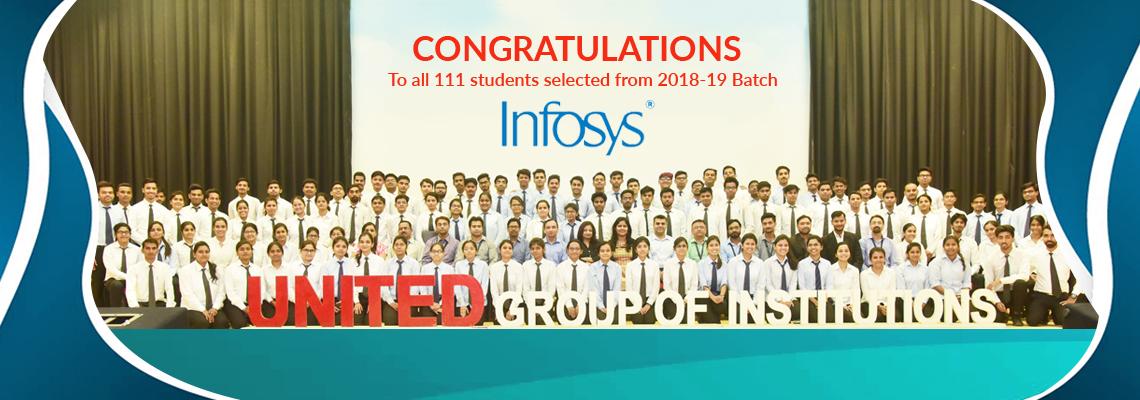 CONGRATULATIONS
To all 111 students selected from 2018-19 Batch
Infosys®
UNITED GROUP OF INSTITUTIONS